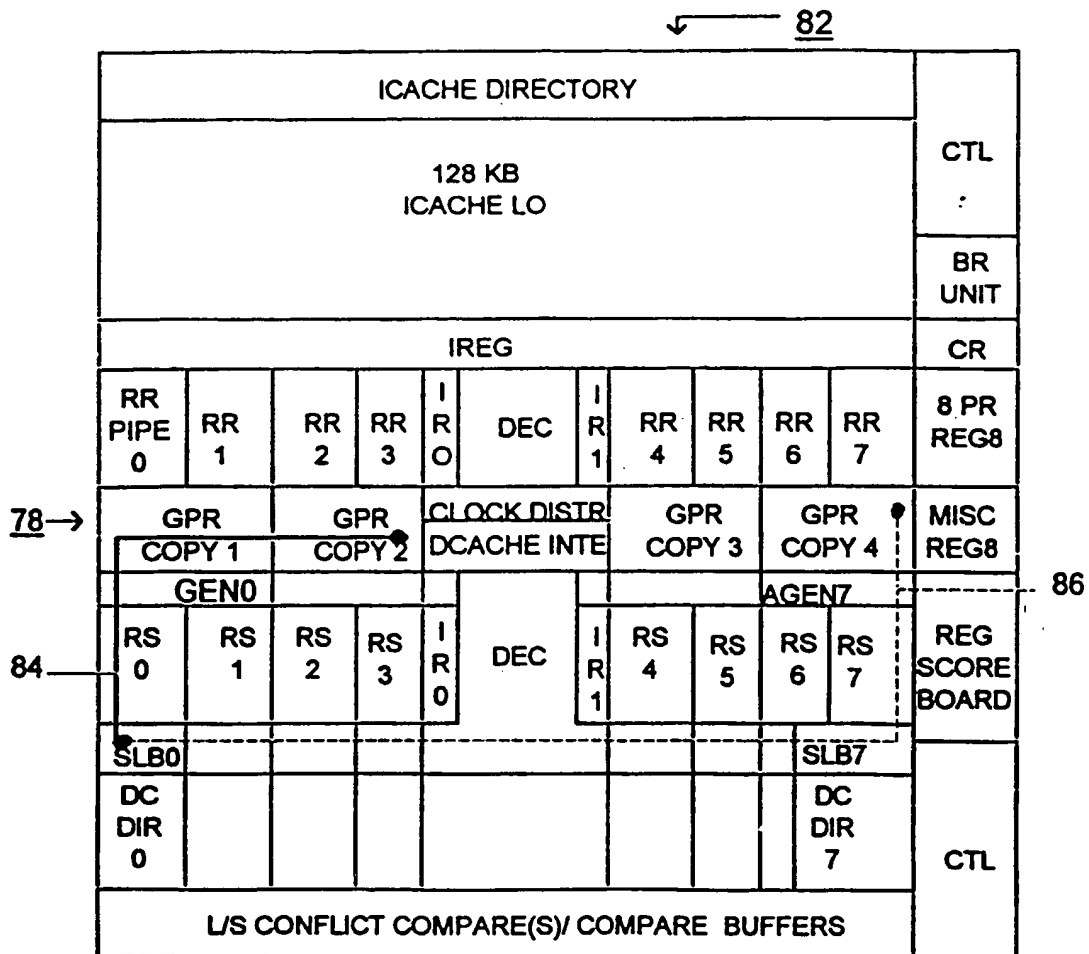 82
ICACHE DIRECTORY
128 KB
ICACHE LO
CTL
:
BR
UNIT
IREG
CR
RR
PIPE
0
RR
1
RR
2
RR
3
I
R
O
DEC
I
R
1
RR
4
RR
5
RR
6
RR
7
8 PR
REG8
78
GPR
COPY 1
GPR
COPY 2
CLOCK DISTR
DCACHE INTE
GPR
COPY 3
GPR
COPY 4
MISC
REG8
GEN0
AGEN7
86
84
RS
0
RS
1
RS
2
RS
3
I
R
0
DEC
I
R
1
RS
4
RS
5
RS
6
RS
7
REG
SCORE
BOARD
SLB0
SLB7
DC
DIR
0
DC
DIR
7
CTL
L/S CONFLICT COMPARE(S)/ COMPARE BUFFERS